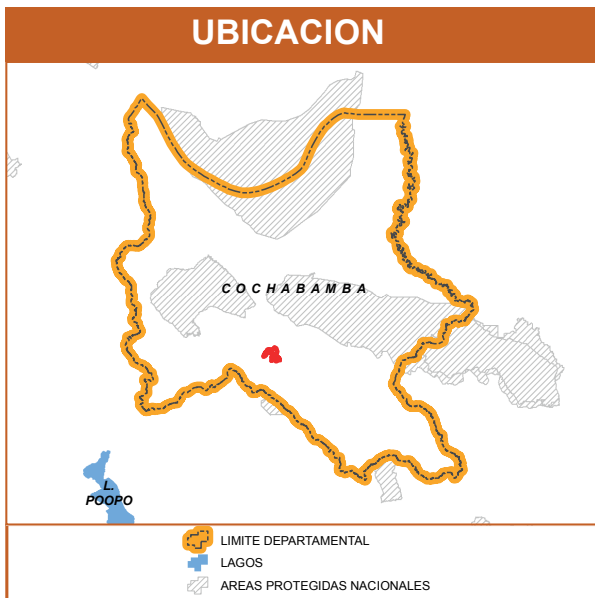 UBICACION
COCHABAMBA
L.
POOPO
LIMITE DEPARTAMENTAL
LAGOS
AREAS PROTEGIDAS NACIONALES